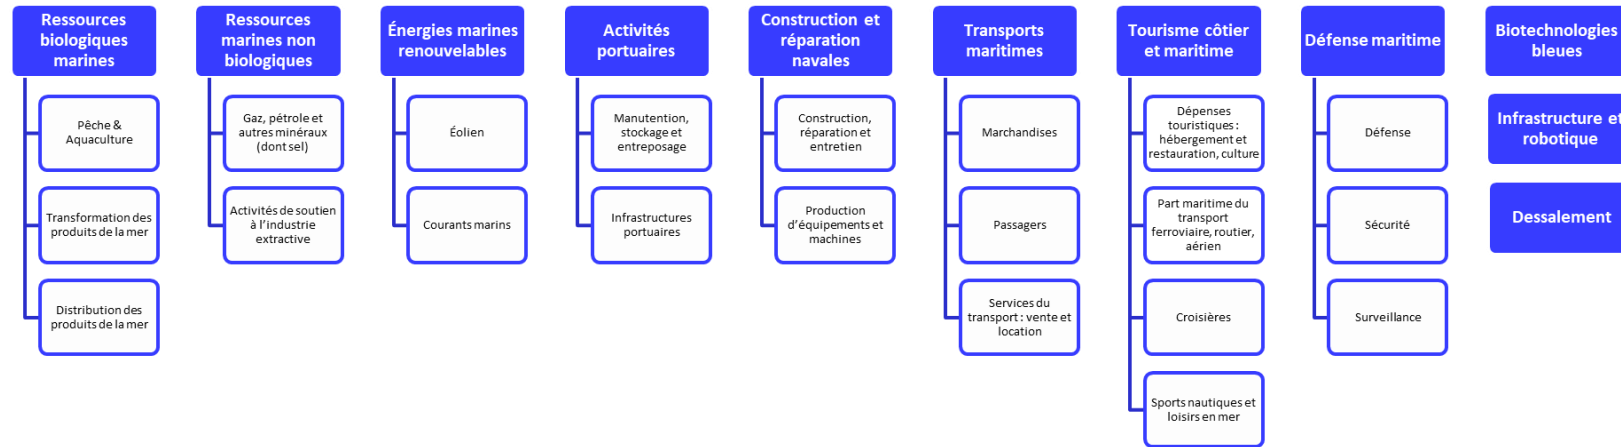 Ressources
biologiques
marines
Pêche &
Aquaculture
Transformation des
produits de la mer
Distribution des
produits de la mer
Ressources
marines non
biologiques
Gaz, pétrole et
autres minéraux
(dont sel)
Activités de soutien
à l’industrie
extractive
Énergies marines
renouvelables
Éolien
Courants marins
Activités
portuaires
Manutention,
stockage et
entreposage
Infrastructures
portuaires
Construction et
réparation
navales
Construction,
réparation et
entretien
Production
d’équipements et
machines
Transports
maritimes
Marchandises
Passagers
Services du
transport : vente et
location
Tourisme côtier
et maritime
Dépenses
touristiques :
hébergement et
restauration, culture
Part maritime du
transport
ferroviaire, routier,
aérien
Croisières
Sports nautiques et
loisirs en mer
Défense maritime
Défense
Sécurité
Surveillance
Biotechnologies
bleues
Infrastructure et
robotique
Dessalement